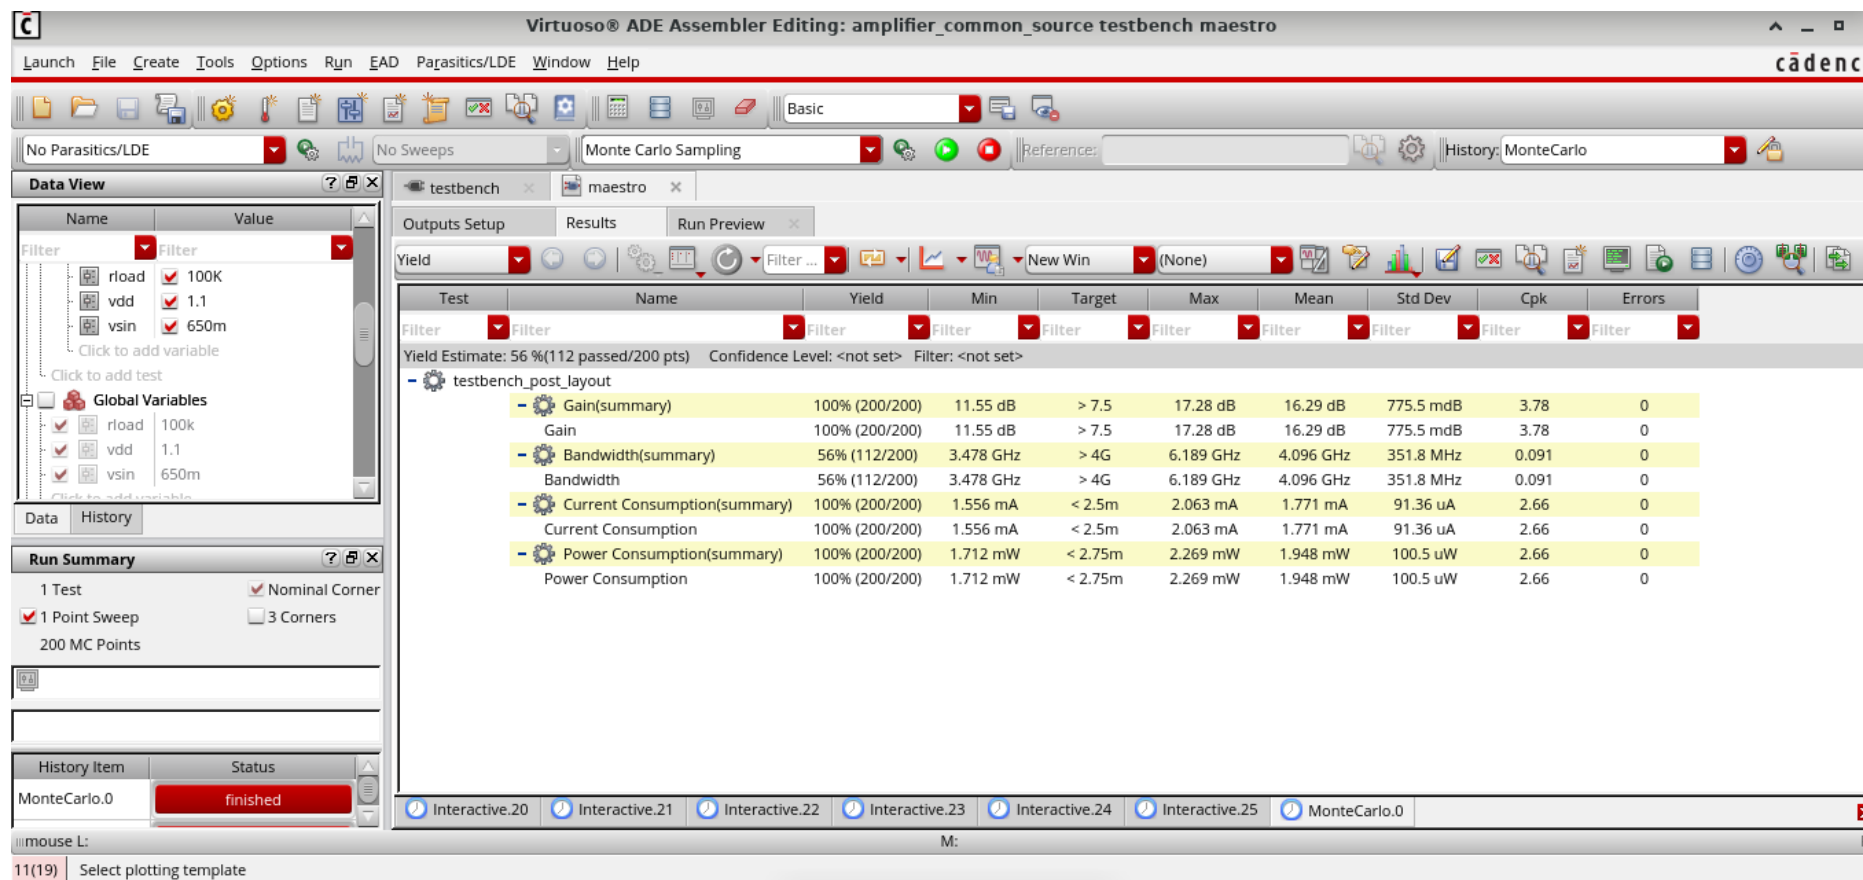 Virtuoso® ADE Assembler Editing: amplifier_common_source testbench maestro
Launch File Create Tools Options Run EAD Parasitics/LDE Window Help
cādenc
Basic
No Parasitics/LDE No Sweeps Monte Carlo Sampling Reference: History: MonteCarlo
Data View
Name Value
Filter Filter
rload 100K
vdd 1.1
vsin 650m
Click to add variable
Click to add test
Global Variables
rload 100k
vdd 1.1
vsin 650m
Click to add variable
Data History
Run Summary
1 Test Nominal Corner
1 Point Sweep 3 Corners
200 MC Points
History Item Status
MonteCarlo.0 finished
testbench maestro
Outputs Setup Results Run Preview
Yield Filter ... New Win (None)
Test Name Yield Min Target Max Mean Std Dev Cpk Errors
Filter Filter Filter Filter Filter Filter Filter Filter Filter Filter
Yield Estimate: 56 %(112 passed/200 pts) Confidence Level: <not set> Filter: <not set>
testbench_post_layout
Gain(summary) 100% (200/200) 11.55 dB > 7.5 17.28 dB 16.29 dB 775.5 mdB 3.78 0
Gain 100% (200/200) 11.55 dB > 7.5 17.28 dB 16.29 dB 775.5 mdB 3.78 0
Bandwidth(summary) 56% (112/200) 3.478 GHz > 4G 6.189 GHz 4.096 GHz 351.8 MHz 0.091 0
Bandwidth 56% (112/200) 3.478 GHz > 4G 6.189 GHz 4.096 GHz 351.8 MHz 0.091 0
Current Consumption(summary) 100% (200/200) 1.556 mA < 2.5m 2.063 mA 1.771 mA 91.36 uA 2.66 0
Current Consumption 100% (200/200) 1.556 mA < 2.5m 2.063 mA 1.771 mA 91.36 uA 2.66 0
Power Consumption(summary) 100% (200/200) 1.712 mW < 2.75m 2.269 mW 1.948 mW 100.5 uW 2.66 0
Power Consumption 100% (200/200) 1.712 mW < 2.75m 2.269 mW 1.948 mW 100.5 uW 2.66 0
Interactive.20 Interactive.21 Interactive.22 Interactive.23 Interactive.24 Interactive.25 MonteCarlo.0
mouse L: M:
11(19) Select plotting template